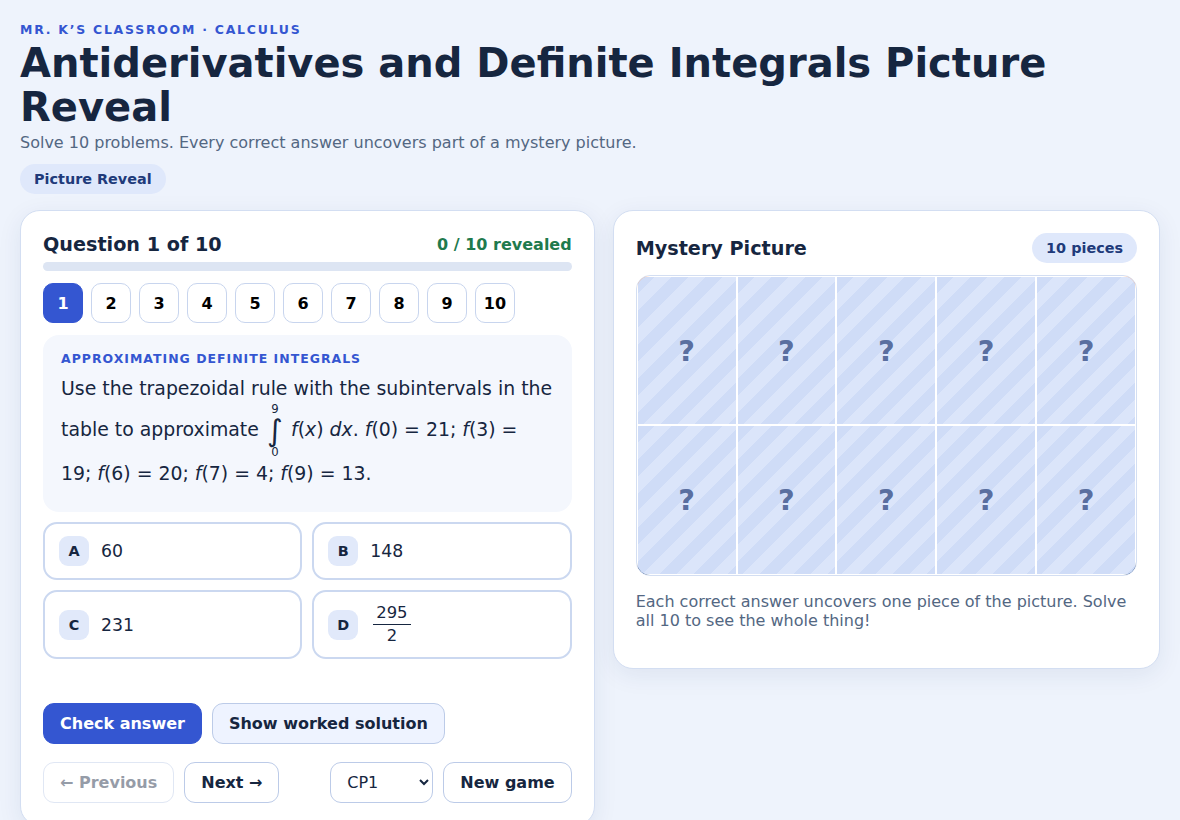 MR. K’S CLASSROOM · CALCULUS
Antiderivatives and Definite Integrals Picture
Reveal
Solve 10 problems. Every correct answer uncovers part of a mystery picture.
Picture Reveal
Question 1 of 10
0 / 10 revealed
1 2 3 4 5 6 7 8 9 10
APPROXIMATING DEFINITE INTEGRALS
Use the trapezoidal rule with the subintervals in the
table to approximate ∫₀⁹ f(x) dx. f(0) = 21; f(3) =
19; f(6) = 20; f(7) = 4; f(9) = 13.
A 60
B 148
C 231
D 295/2
Check answer
Show worked solution
← Previous
Next →
CP1
New game
Mystery Picture
10 pieces
? ? ? ? ?
? ? ? ? ?
Each correct answer uncovers one piece of the picture. Solve
all 10 to see the whole thing!